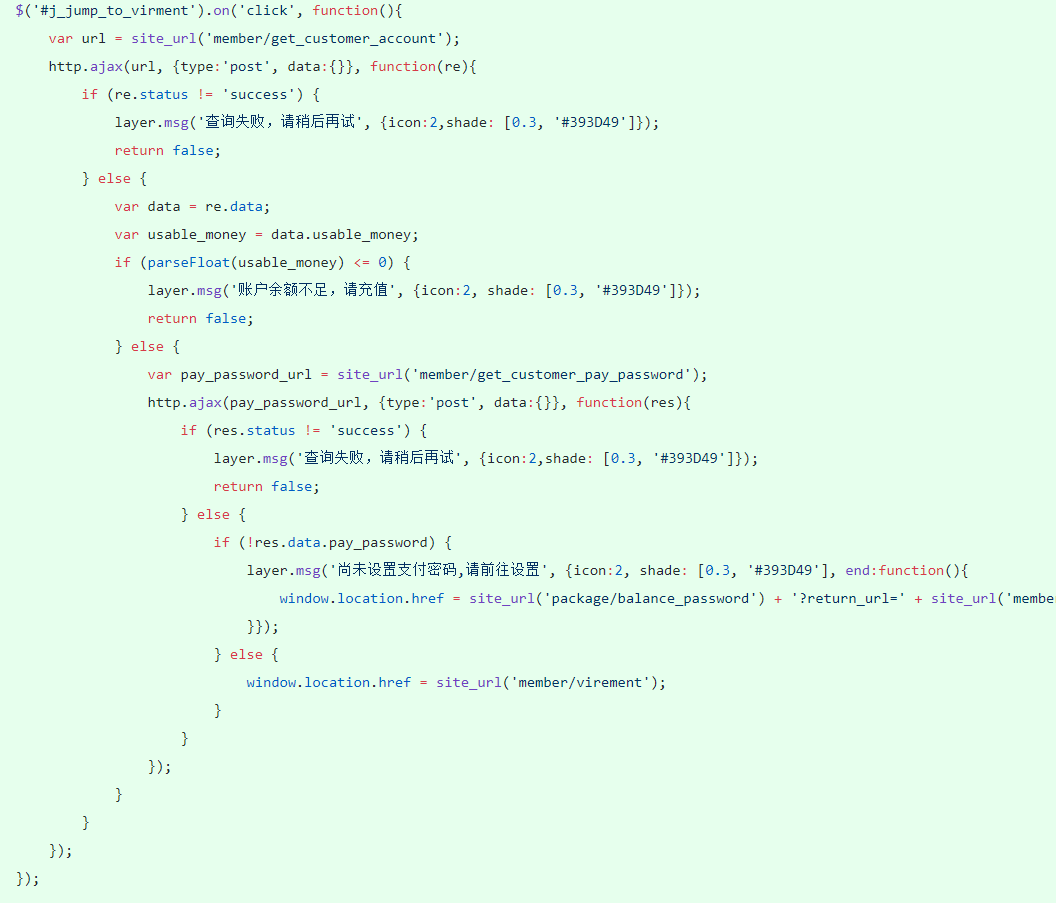 $('#j_jump_to_virment').on('click', function(){
    var url = site_url('member/get_customer_account');
    http.ajax(url, {type:'post', data:{}}, function(re){
        if (re.status != 'success') {
            layer.msg('查询失败，请稍后再试', {icon:2,shade: [0.3, '#393D49']});
            return false;
        } else {
            var data = re.data;
            var usable_money = data.usable_money;
            if (parseFloat(usable_money) <= 0) {
                layer.msg('账户余额不足，请充值', {icon:2, shade: [0.3, '#393D49']});
                return false;
            } else {
                var pay_password_url = site_url('member/get_customer_pay_password');
                http.ajax(pay_password_url, {type:'post', data:{}}, function(res){
                    if (res.status != 'success') {
                        layer.msg('查询失败，请稍后再试', {icon:2,shade: [0.3, '#393D49']});
                        return false;
                    } else {
                        if (!res.data.pay_password) {
                            layer.msg('尚未设置支付密码,请前往设置', {icon:2, shade: [0.3, '#393D49'], end:function(){
                                window.location.href = site_url('package/balance_password') + '?return_url=' + site_url('membe
                            }});
                        } else {
                            window.location.href = site_url('member/virement');
                        }
                    }
                });
            }
        }
    });
});